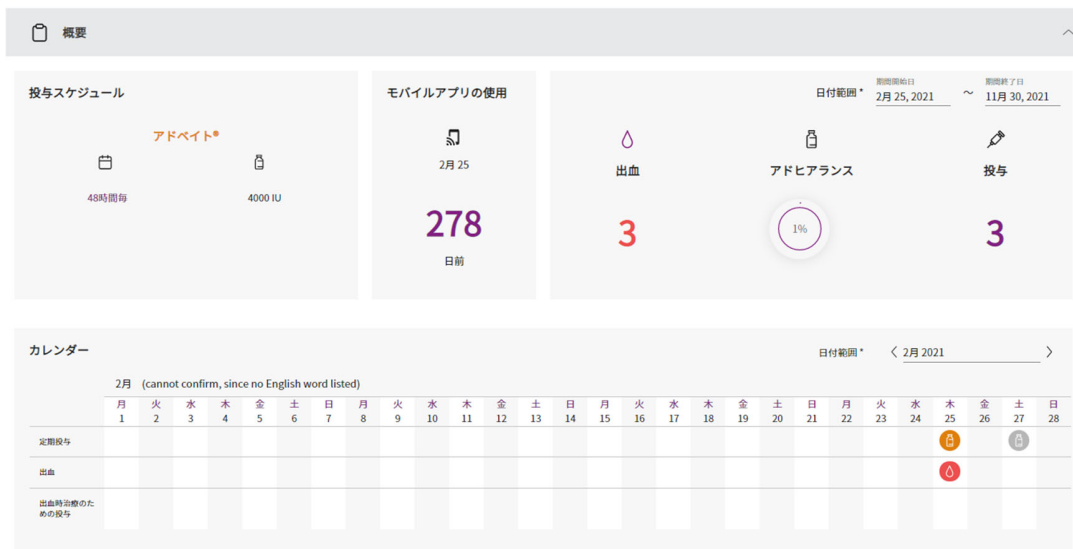 概要
投与スケジュール
アドベイト®
48時間毎
4000 IU
モバイルアプリの使用
2月 25
278
日前
日付範囲 *
期間開始日
2月 25, 2021
～
期間終了日
11月 30, 2021
出血
3
アドヒアランス
1%
投与
3
カレンダー
日付範囲 *
2月 2021
2月 (cannot confirm, since no English word listed)
月 火 水 木 金 土 日 月 火 水 木 金 土 日 月 火 水 木 金 土 日 月 火 水 木 金 土 日
1 2 3 4 5 6 7 8 9 10 11 12 13 14 15 16 17 18 19 20 21 22 23 24 25 26 27 28
定期投与
出血
出血時治療のた
めの投与